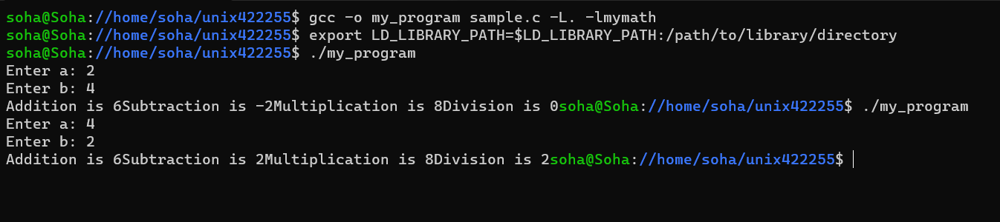 soha@Soha://home/soha/unix422255$ gcc -o my_program sample.c -L. -lmymath
soha@Soha://home/soha/unix422255$ export LD_LIBRARY_PATH=$LD_LIBRARY_PATH:/path/to/library/directory
soha@Soha://home/soha/unix422255$ ./my_program
Enter a: 2
Enter b: 4
Addition is 6Subtraction is -2Multiplication is 8Division is 0soha@Soha://home/soha/unix422255$ ./my_program
Enter a: 4
Enter b: 2
Addition is 6Subtraction is 2Multiplication is 8Division is 2soha@Soha://home/soha/unix422255$